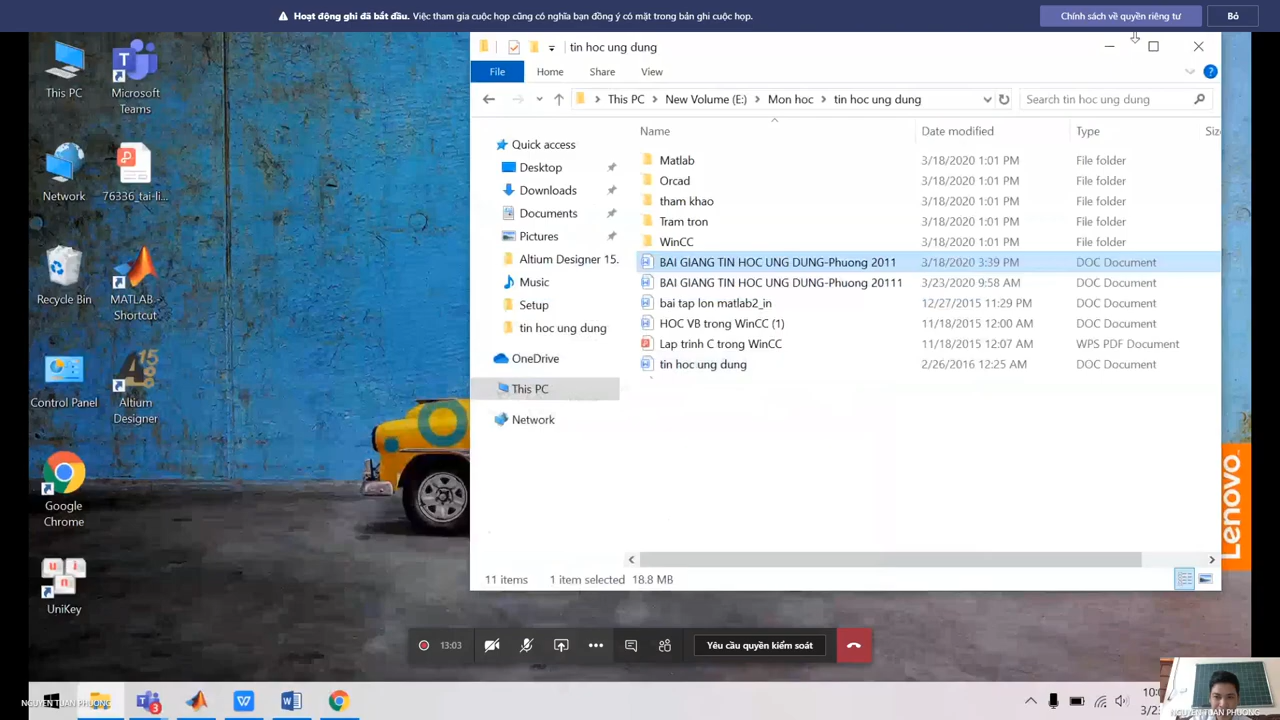 Hoạt động ghi đã bắt đầu. Việc tham gia cuộc họp cũng có nghĩa bạn đồng ý có mặt trong bản ghi cuộc họp.
Chính sách về quyền riêng tư
Bỏ
This PC
Microsoft Teams
Network
76336_tai-li...
Recycle Bin
MATLAB - Shortcut
Control Panel
Altium Designer
Google Chrome
UniKey
tin hoc ung dung
File Home Share View
This PC > New Volume (E:) > Mon hoc > tin hoc ung dung
Search tin hoc ung dung
Quick access
Desktop
Downloads
Documents
Pictures
Altium Designer 15.
Music
Setup
tin hoc ung dung
OneDrive
This PC
Network
Name Date modified Type Siz
Matlab 3/18/2020 1:01 PM File folder
Orcad 3/18/2020 1:01 PM File folder
tham khao 3/18/2020 1:01 PM File folder
Tram tron 3/18/2020 1:01 PM File folder
WinCC 3/18/2020 1:01 PM File folder
BAI GIANG TIN HOC UNG DUNG-Phuong 2011 3/18/2020 3:39 PM DOC Document
BAI GIANG TIN HOC UNG DUNG-Phuong 20111 3/23/2020 9:58 AM DOC Document
bai tap lon matlab2_in 12/27/2015 11:29 PM DOC Document
HOC VB trong WinCC (1) 11/18/2015 12:00 AM DOC Document
Lap trinh C trong WinCC 11/18/2015 12:07 AM WPS PDF Document
tin hoc ung dung 2/26/2016 12:25 AM DOC Document
11 items 1 item selected 18.8 MB
Lenovo
13:03
Yêu cầu quyền kiểm soát
NGUYEN TUAN PHUONG
3
NGUYEN TUAN PHUONG